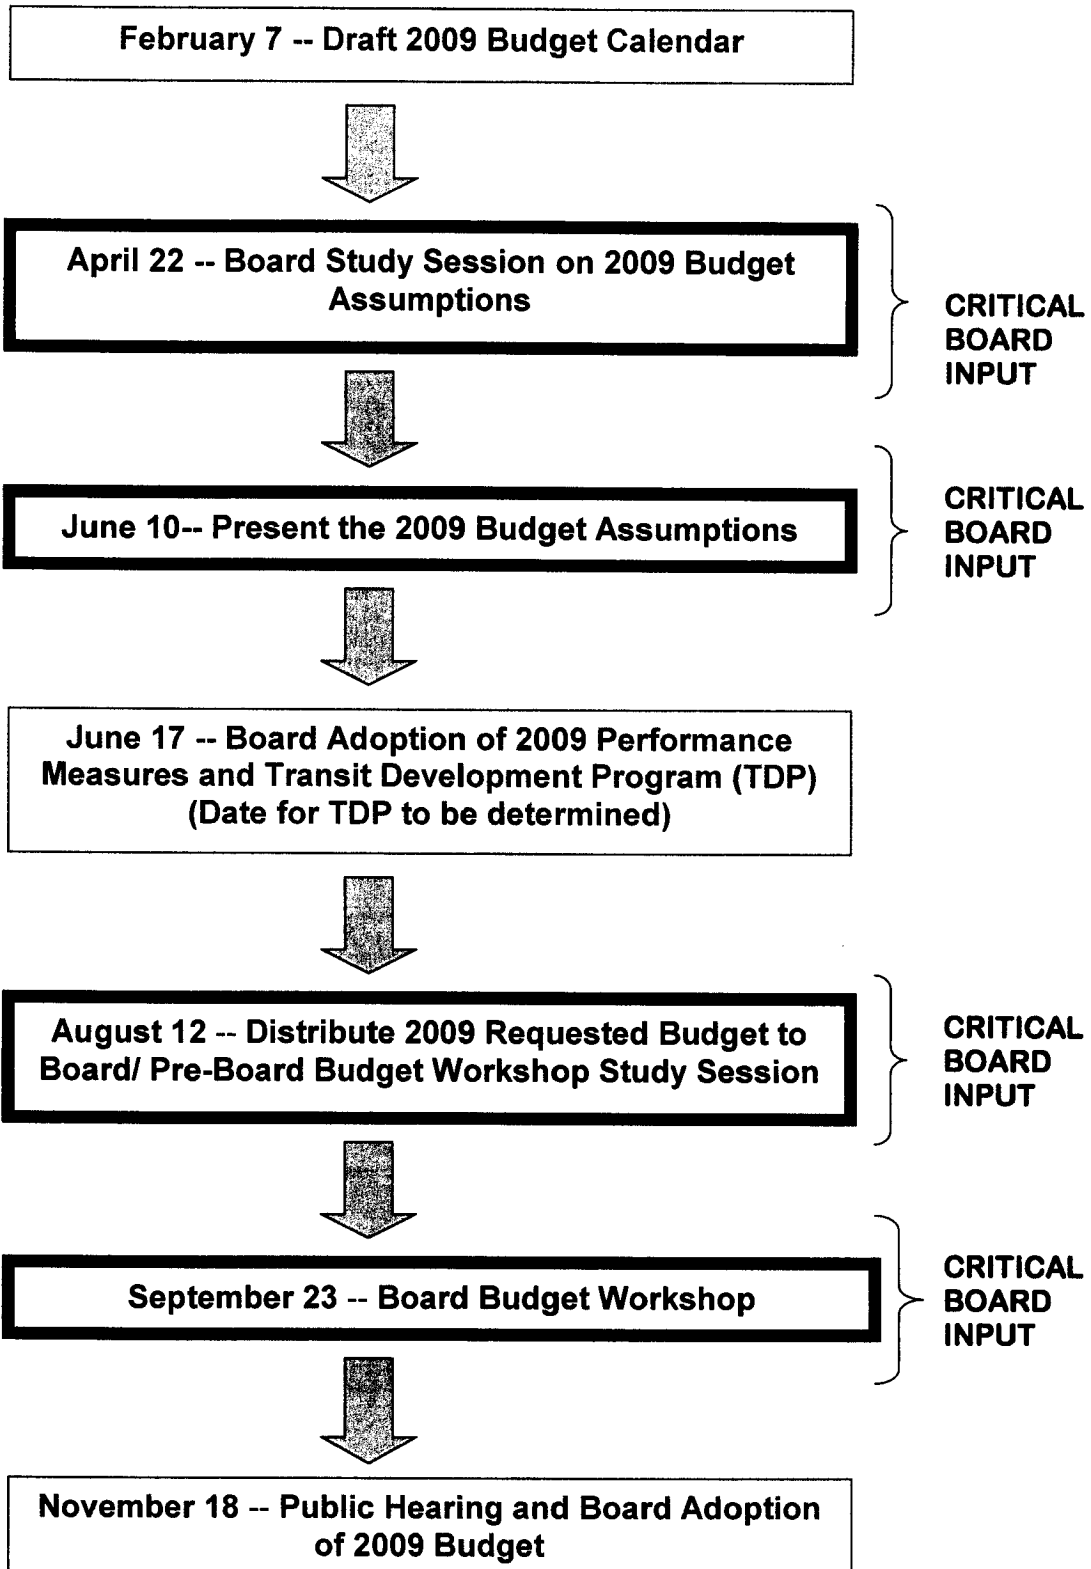 February 7 -- Draft 2009 Budget Calendar
April 22 -- Board Study Session on 2009 Budget
Assumptions
CRITICAL
BOARD
INPUT
June 10-- Present the 2009 Budget Assumptions
CRITICAL
BOARD
INPUT
June 17 -- Board Adoption of 2009 Performance
Measures and Transit Development Program (TDP)
(Date for TDP to be determined)
August 12 -- Distribute 2009 Requested Budget to
Board/ Pre-Board Budget Workshop Study Session
CRITICAL
BOARD
INPUT
September 23 -- Board Budget Workshop
CRITICAL
BOARD
INPUT
November 18 -- Public Hearing and Board Adoption
of 2009 Budget